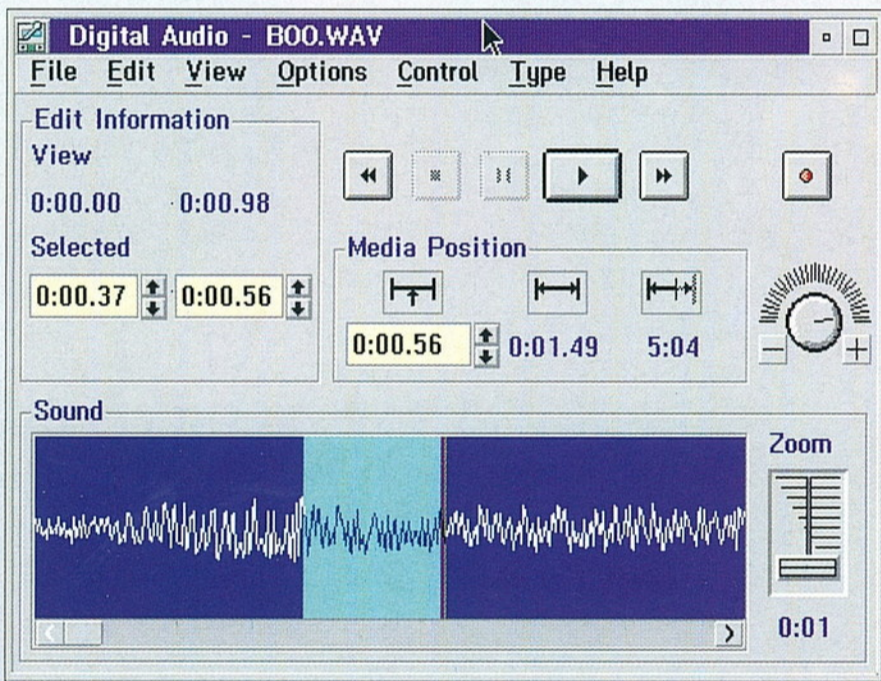 Digital Audio - BOO.WAV
File Edit View Options Control Type Help
Edit Information
View
0:00.00 0:00.98
Selected
0:00.37 0:00.56
Media Position
0:00.56 0:01.49 5:04
Sound
Zoom
0:01